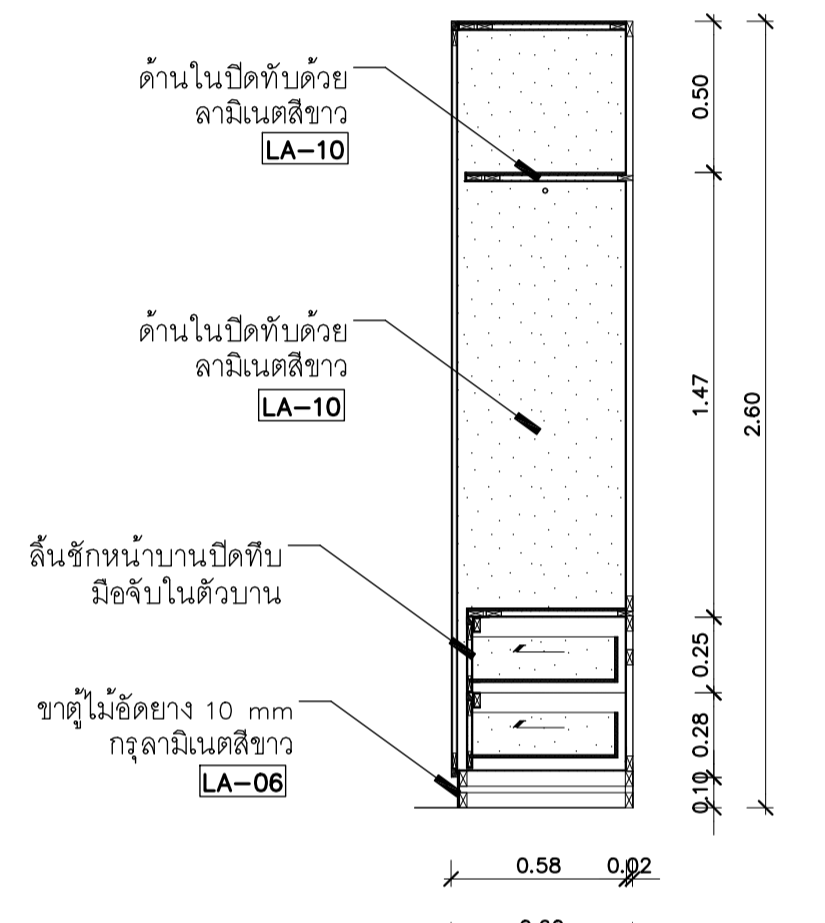 ด้านในปิดทับด้วย
ลามิเนตสีขาว
LA-10
ด้านในปิดทับด้วย
ลามิเนตสีขาว
LA-10
ลิ้นชักหน้าบานปิดทึบ
มือจับในตัวบาน
ขาตู้ไม้อัดยาง 10 mm
กรุลามิเนตสีขาว
LA-06
0.50
1.47
2.60
0.25
0.28
0.10
0.58
0.02